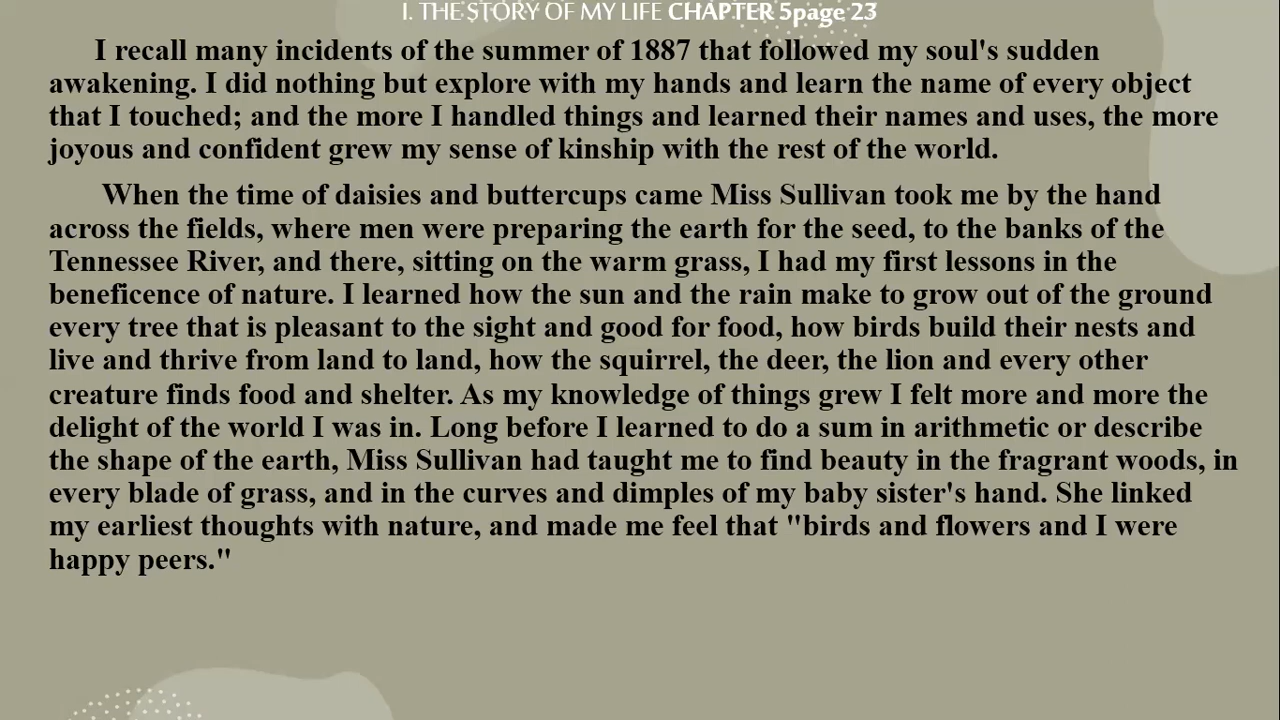 I. THE STORY OF MY LIFE CHAPTER 5page 23
I recall many incidents of the summer of 1887 that followed my soul's sudden
awakening. I did nothing but explore with my hands and learn the name of every object
that I touched; and the more I handled things and learned their names and uses, the more
joyous and confident grew my sense of kinship with the rest of the world.
When the time of daisies and buttercups came Miss Sullivan took me by the hand
across the fields, where men were preparing the earth for the seed, to the banks of the
Tennessee River, and there, sitting on the warm grass, I had my first lessons in the
beneficence of nature. I learned how the sun and the rain make to grow out of the ground
every tree that is pleasant to the sight and good for food, how birds build their nests and
live and thrive from land to land, how the squirrel, the deer, the lion and every other
creature finds food and shelter. As my knowledge of things grew I felt more and more the
delight of the world I was in. Long before I learned to do a sum in arithmetic or describe
the shape of the earth, Miss Sullivan had taught me to find beauty in the fragrant woods, in
every blade of grass, and in the curves and dimples of my baby sister's hand. She linked
my earliest thoughts with nature, and made me feel that "birds and flowers and I were
happy peers."